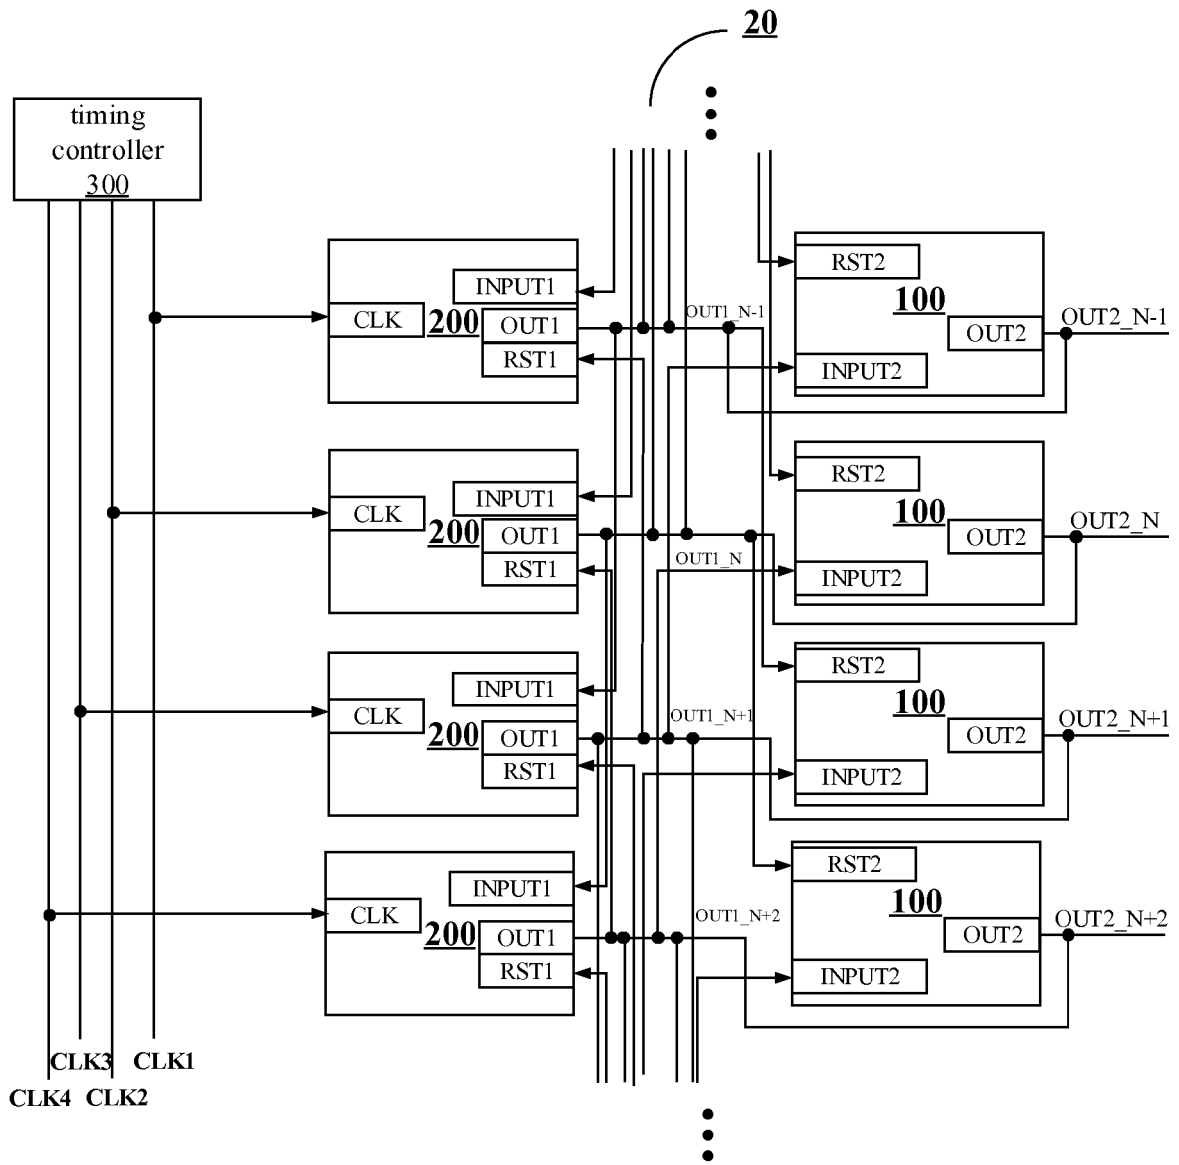 20
timing
controller
300
INPUT1
CLK
200
OUT1
RST1
OUT1_N-1
RST2
100
OUT2
INPUT2
OUT2_N-1
INPUT1
CLK
200
OUT1
RST1
OUT1_N
RST2
100
OUT2
INPUT2
OUT2_N
INPUT1
CLK
200
OUT1
RST1
OUT1_N+1
RST2
100
OUT2
INPUT2
OUT2_N+1
INPUT1
CLK
200
OUT1
RST1
OUT1_N+2
RST2
100
OUT2
INPUT2
OUT2_N+2
CLK3 CLK1
CLK4 CLK2